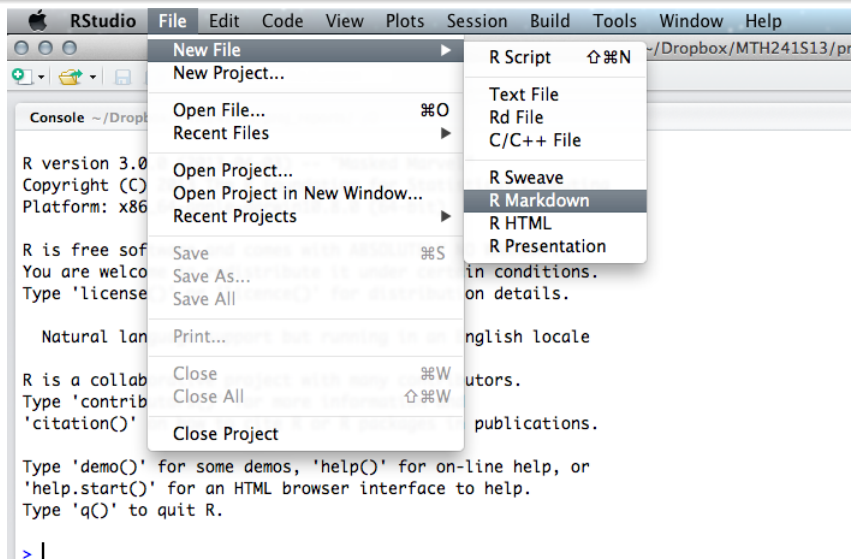 RStudio File Edit Code View Plots Session Build Tools Window Help
~/Dropbox/MTH241S13/pr
New File
New Project...
Open File... ⌘O
Recent Files
Open Project...
Open Project in New Window...
Recent Projects
Save ⌘S
Save As...
Save All
Print...
Close ⌘W
Close All ⇧⌘W
Close Project
R Script ⇧⌘N
Text File
Rd File
C/C++ File
R Sweave
R Markdown
R HTML
R Presentation
Console ~/Dropb
R version 3.0
Copyright (C)
Platform: x86
R is free sof
You are welco in conditions.
Type 'license on details.
Natural lan nglish locale
R is a collab utors.
Type 'contrib
'citation()' publications.
Type 'demo()' for some demos, 'help()' for on-line help, or
'help.start()' for an HTML browser interface to help.
Type 'q()' to quit R.
>